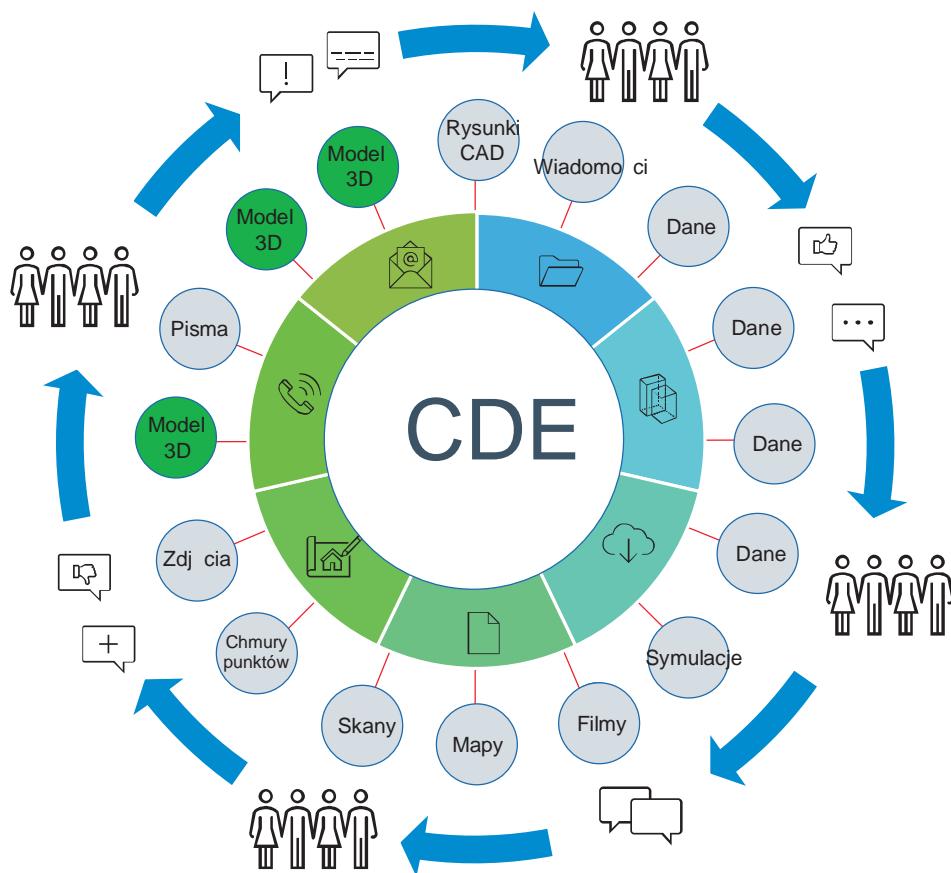 Rysunki
CAD
Wiadomo ci
Dane
Dane
Dane
Dane
Symulacje
Filmy
Mapy
Skany
Chmury
punktów
Zdj cia
Model
3D
Pisma
Model
3D
Model
3D
CDE
!
@
...
+